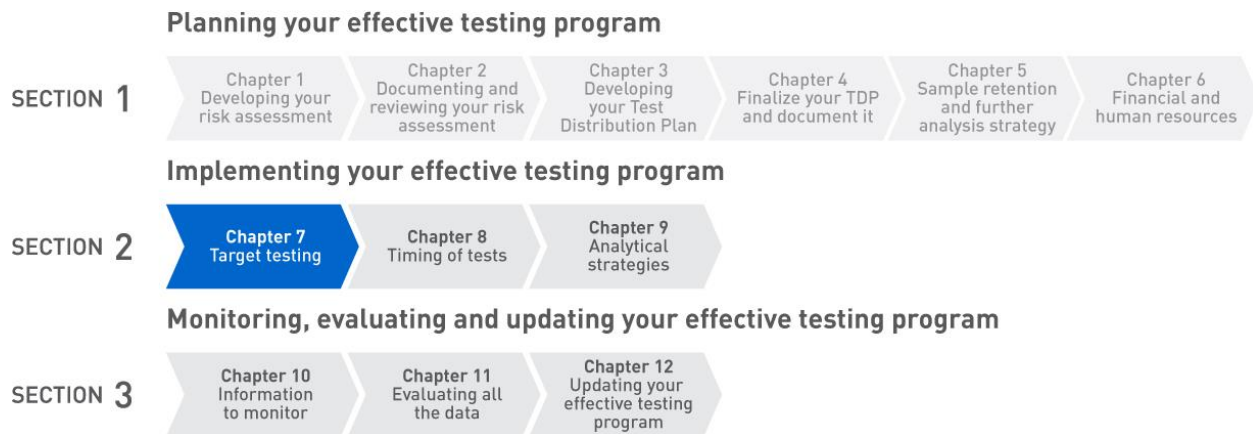 Planning your effective testing program
SECTION 1
Chapter 1
Developing your
risk assessment
Chapter 2
Documenting and
reviewing your risk
assessment
Chapter 3
Developing
your Test
Distribution Plan
Chapter 4
Finalize your TDP
and document it
Chapter 5
Sample retention
and further
analysis strategy
Chapter 6
Financial and
human resources
Implementing your effective testing program
SECTION 2
Chapter 7
Target testing
Chapter 8
Timing of tests
Chapter 9
Analytical
strategies
Monitoring, evaluating and updating your effective testing program
SECTION 3
Chapter 10
Information
to monitor
Chapter 11
Evaluating all
the data
Chapter 12
Updating your
effective testing
program